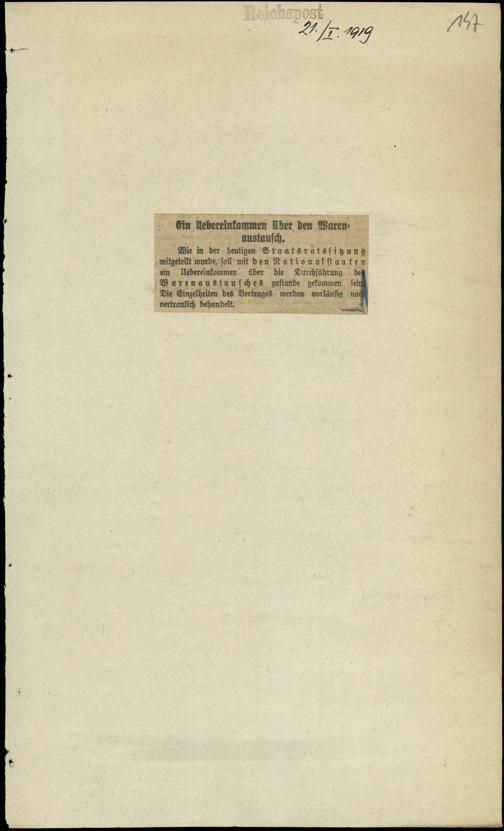 Reichspost
21./I. 1919
147
Ein Uebereinkommen über den Waren-
austausch.
Wie in der heutigen Staatsratssitzung
mitgeteilt wurde, soll mit den Nationalstaaten
ein Uebereinkommen über die Durchführung des
Warenaustausches zustande gekommen sein.
Die Einzelheiten des Vertrages werden vorläufig noch
vertraulich behandelt.